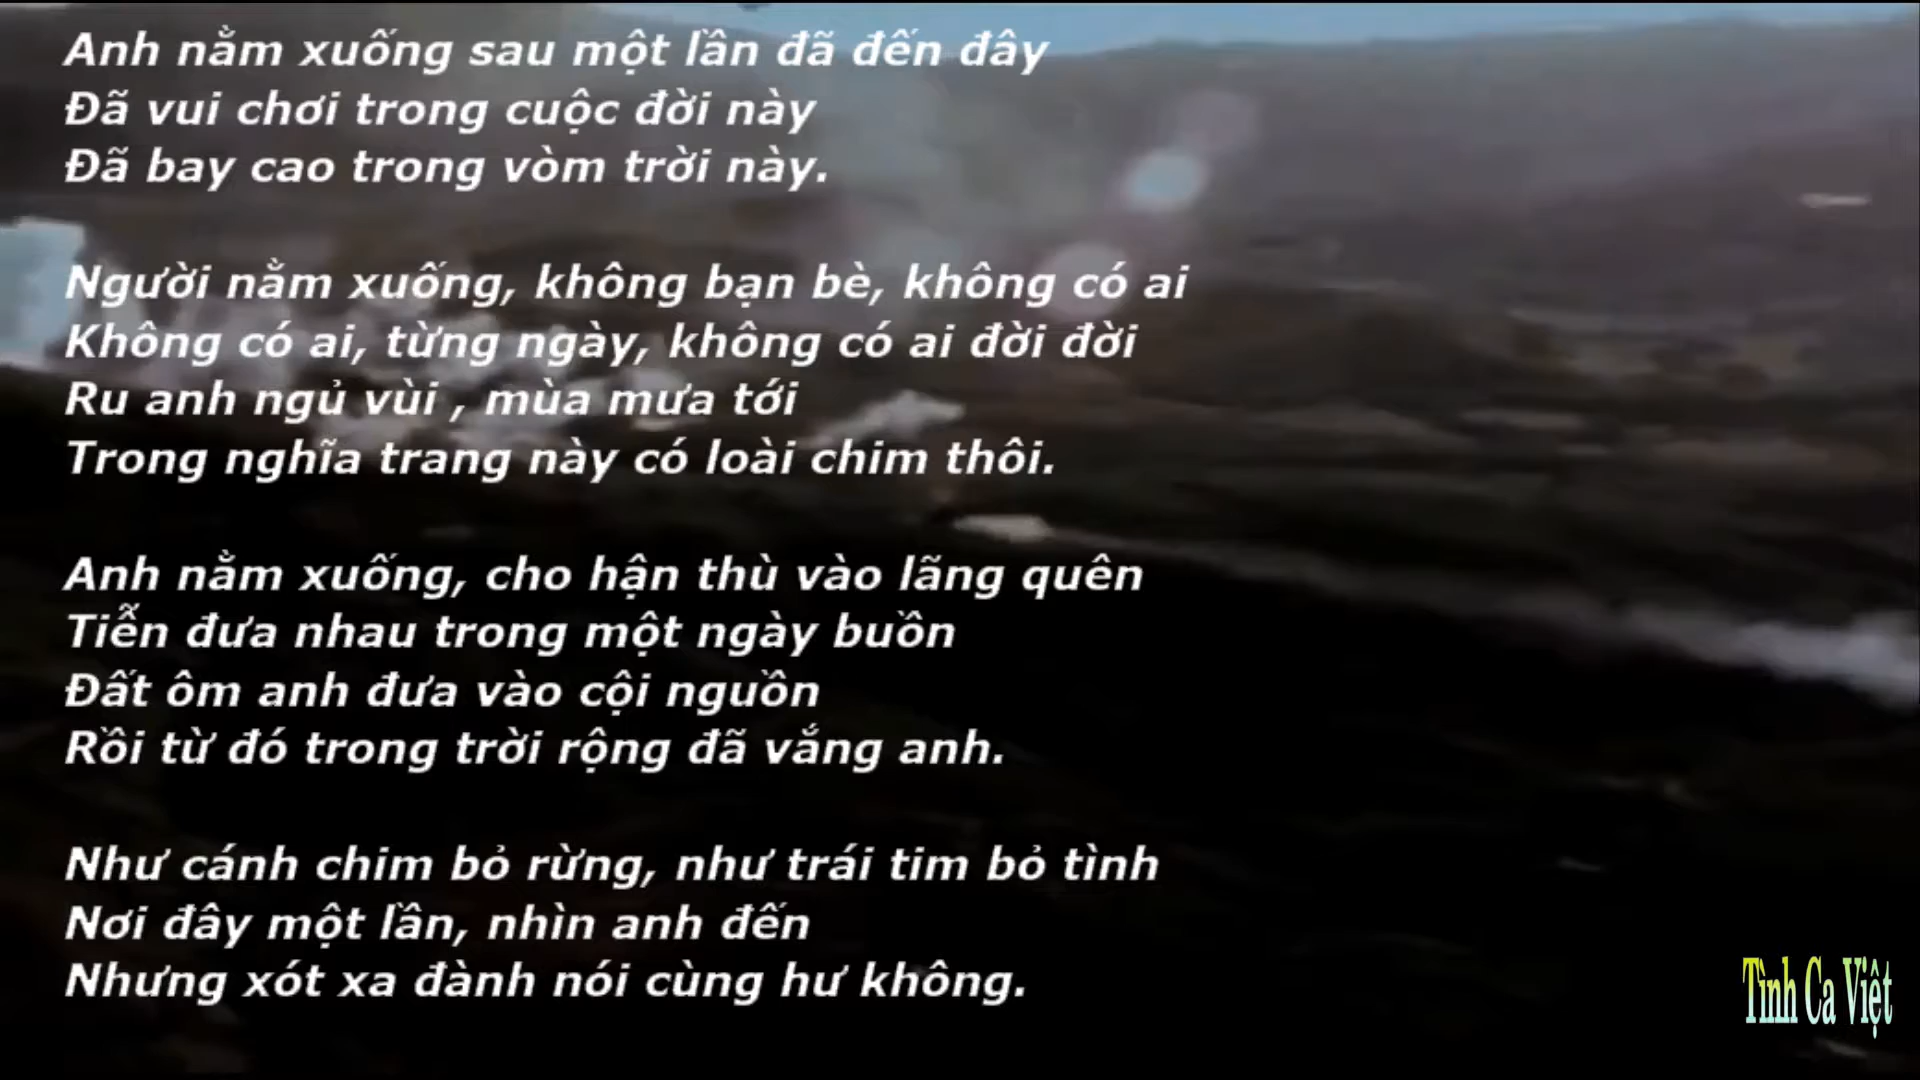 Anh nằm xuống sau một lần đã đến đây
Đã vui chơi trong cuộc đời này
Đã bay cao trong vòm trời này.
Người nằm xuống, không bạn bè, không có ai
Không có ai, từng ngày, không có ai đời đời
Ru anh ngủ vùi , mùa mưa tới
Trong nghĩa trang này có loài chim thôi.
Anh nằm xuống, cho hận thù vào lãng quên
Tiễn đưa nhau trong một ngày buồn
Đất ôm anh đưa vào cội nguồn
Rồi từ đó trong trời rộng đã vắng anh.
Như cánh chim bỏ rừng, như trái tim bỏ tình
Nơi đây một lần, nhìn anh đến
Nhưng xót xa đành nói cùng hư không.
Tình Ca Việt